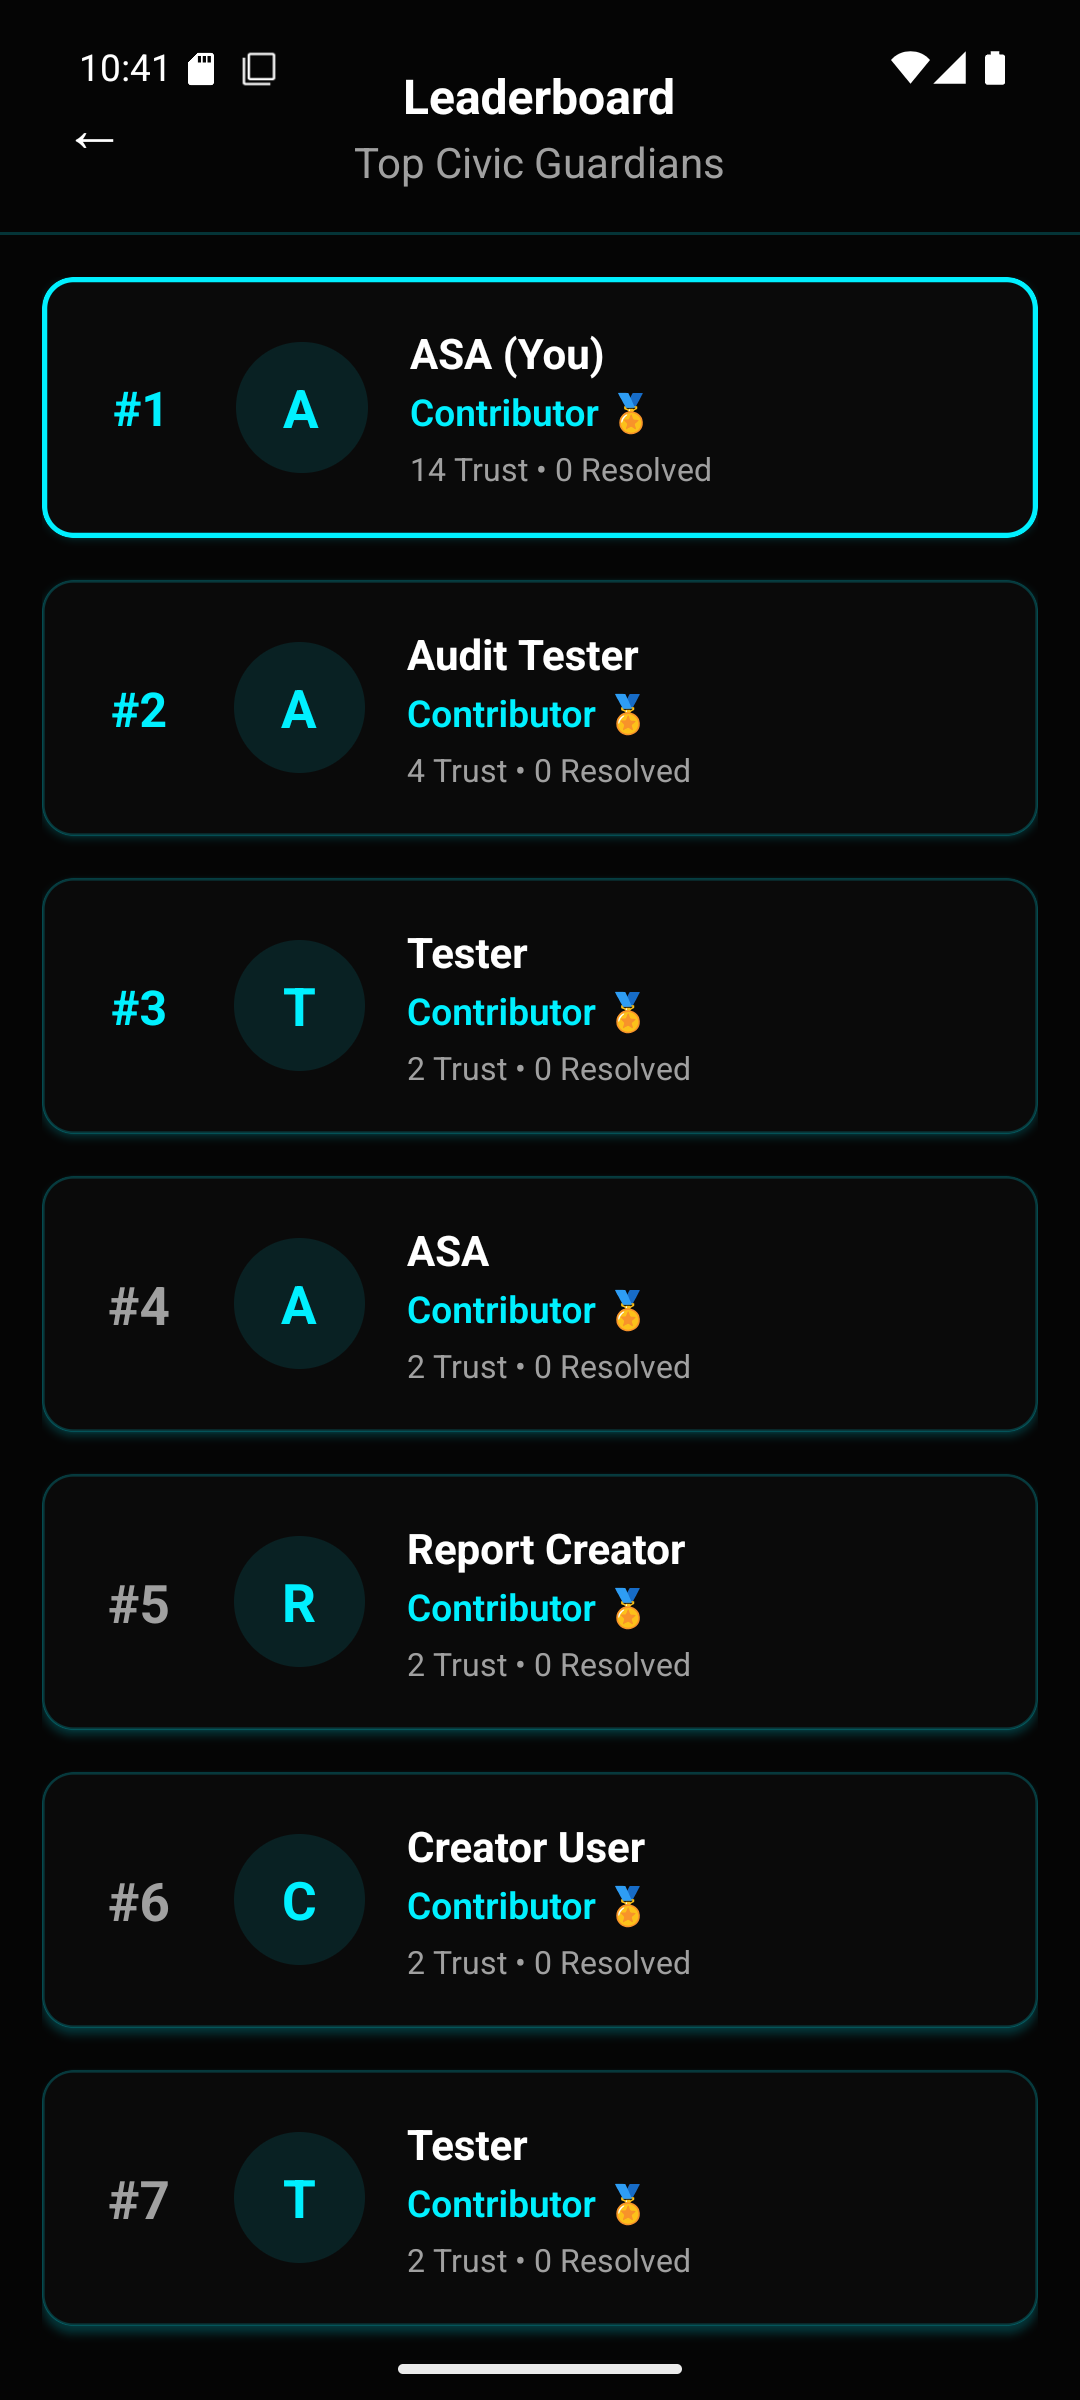 10:41
Leaderboard
←
Top Civic Guardians
#1
A
ASA (You)
Contributor 🏅
14 Trust • 0 Resolved
#2
A
Audit Tester
Contributor 🏅
4 Trust • 0 Resolved
#3
T
Tester
Contributor 🏅
2 Trust • 0 Resolved
#4
A
ASA
Contributor 🏅
2 Trust • 0 Resolved
#5
R
Report Creator
Contributor 🏅
2 Trust • 0 Resolved
#6
C
Creator User
Contributor 🏅
2 Trust • 0 Resolved
#7
T
Tester
Contributor 🏅
2 Trust • 0 Resolved